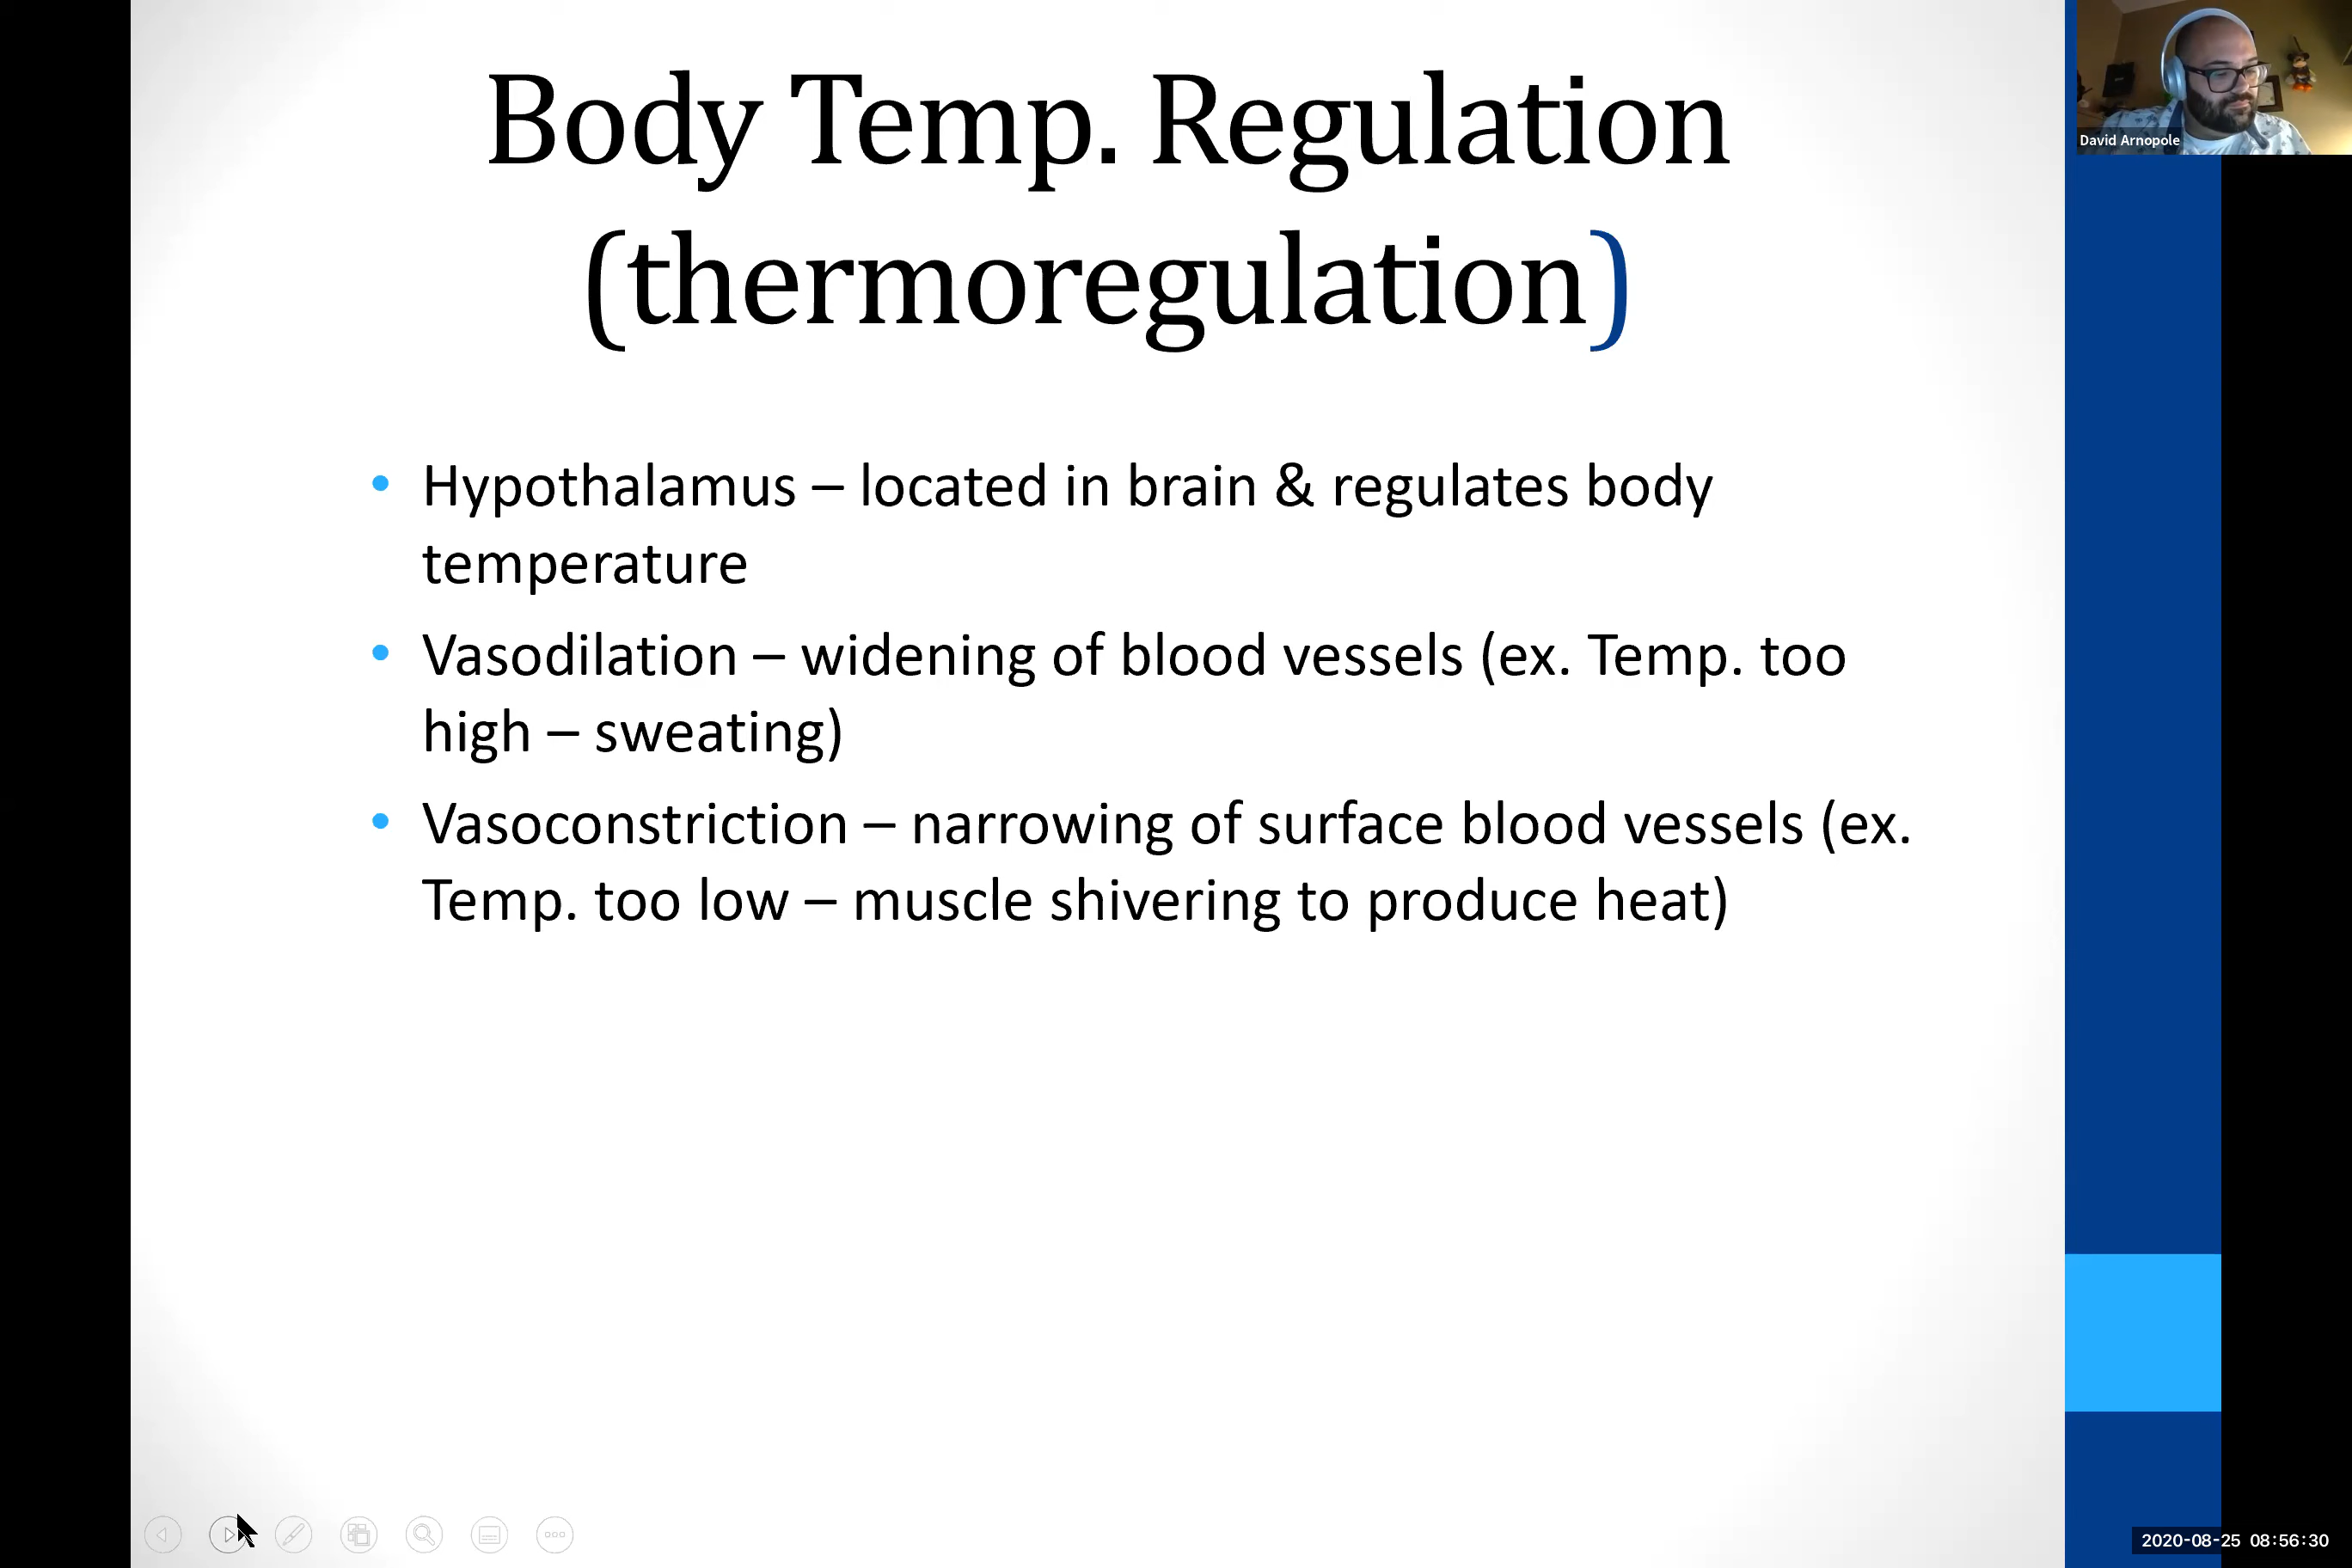 Body Temp. Regulation
(thermoregulation)
David Arnopole
• Hypothalamus – located in brain & regulates body
temperature
• Vasodilation – widening of blood vessels (ex. Temp. too
high – sweating)
• Vasoconstriction – narrowing of surface blood vessels (ex.
Temp. too low – muscle shivering to produce heat)
2020-08-25 08:56:30